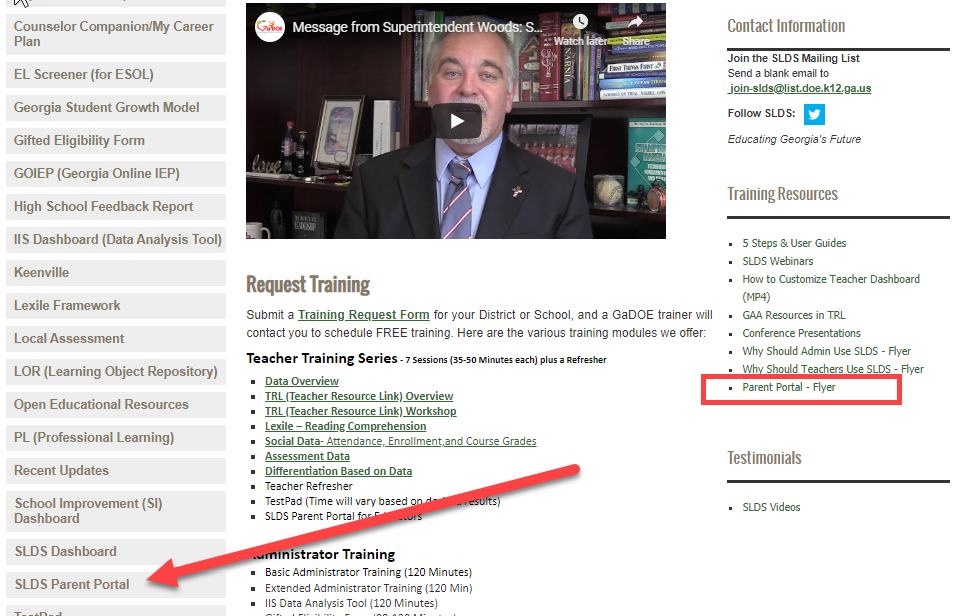 Counselor Companion/My Career
Plan
EL Screener (for ESOL)
Georgia Student Growth Model
Gifted Eligibility Form
GOIEP (Georgia Online IEP)
High School Feedback Report
IIS Dashboard (Data Analysis Tool)
Keenville
Lexile Framework
Local Assessment
LOR (Learning Object Repository)
Open Educational Resources
PL (Professional Learning)
Recent Updates
School Improvement (SI)
Dashboard
SLDS Dashboard
SLDS Parent Portal
TestPad
GaDOE
Message from Superintendent Woods: S...
Watch later
Share
FIRST THINGS FIRST
NARNIA
love
Request Training
Submit a Training Request Form for your District or School, and a GaDOE trainer will
contact you to schedule FREE training. Here are the various training modules we offer:
Teacher Training Series - 7 Sessions (35-50 Minutes each) plus a Refresher
Data Overview
TRL (Teacher Resource Link) Overview
TRL (Teacher Resource Link) Workshop
Lexile – Reading Comprehension
Social Data- Attendance, Enrollment,and Course Grades
Assessment Data
Differentiation Based on Data
Teacher Refresher
TestPad (Time will vary based on desired results)
SLDS Parent Portal for Educators
Administrator Training
Basic Administrator Training (120 Minutes)
Extended Administrator Training (120 Min)
IIS Data Analysis Tool (120 Minutes)
Contact Information
Join the SLDS Mailing List
Send a blank email to
join-slds@list.doe.k12.ga.us
Follow SLDS:
Educating Georgia's Future
Training Resources
5 Steps & User Guides
SLDS Webinars
How to Customize Teacher Dashboard
(MP4)
GAA Resources in TRL
Conference Presentations
Why Should Admin Use SLDS - Flyer
Why Should Teachers Use SLDS - Flyer
Parent Portal - Flyer
Testimonials
SLDS Videos